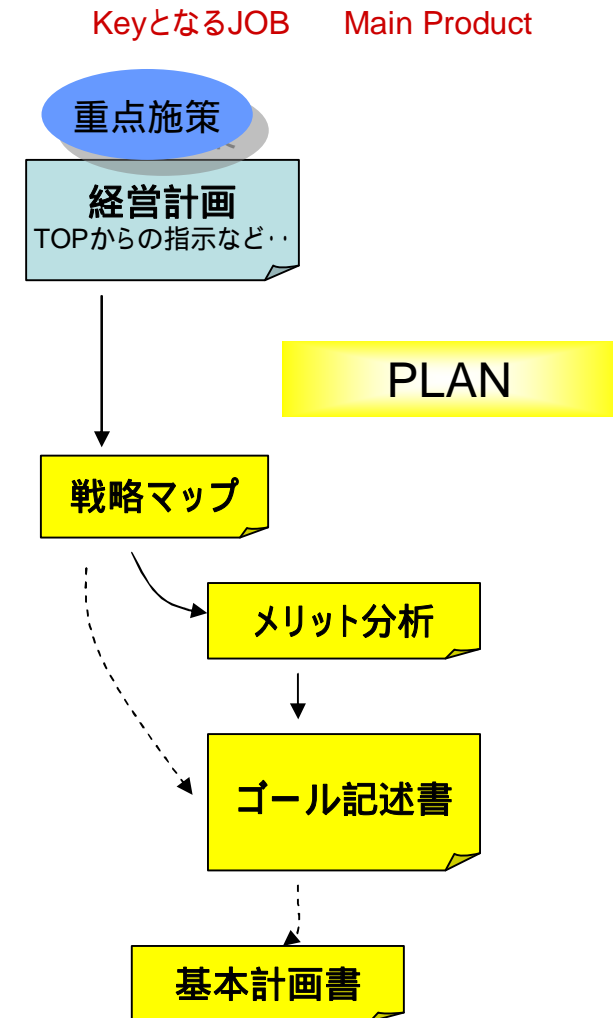 KeyとなるJOB Main Product
重点施策
経営計画
TOPからの指示など‥
PLAN
戦略マップ
メリット分析
ゴール記述書
基本計画書